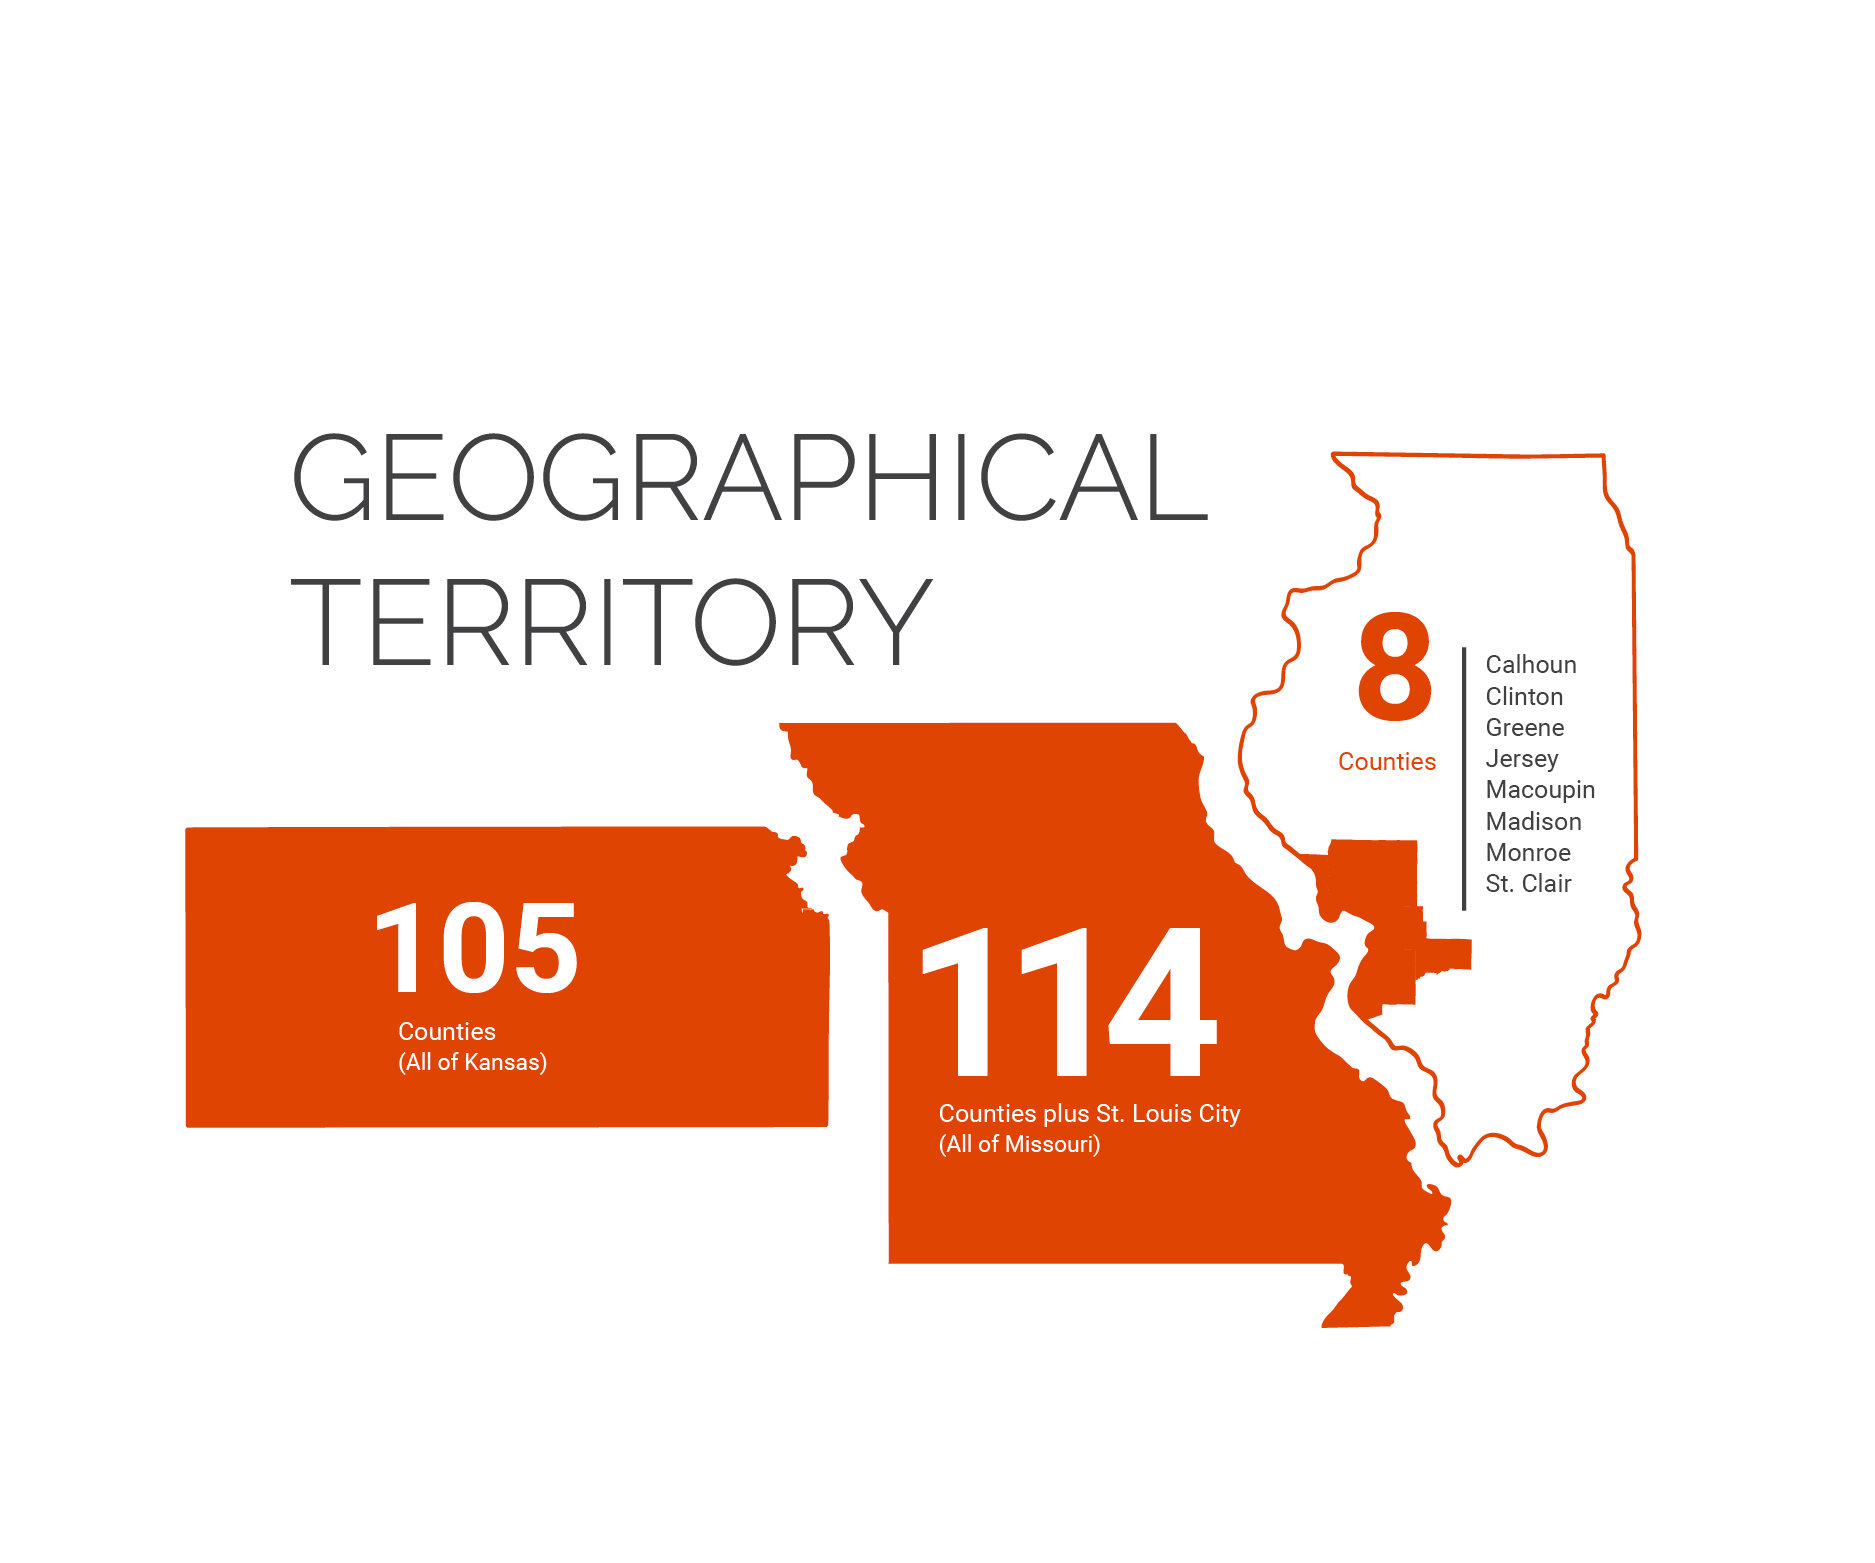 GEOGRAPHICAL
TERRITORY
105
Counties
(All of Kansas)
114
Counties plus St. Louis City
(All of Missouri)
8
Counties
Calhoun
Clinton
Greene
Jersey
Macoupin
Madison
Monroe
St. Clair